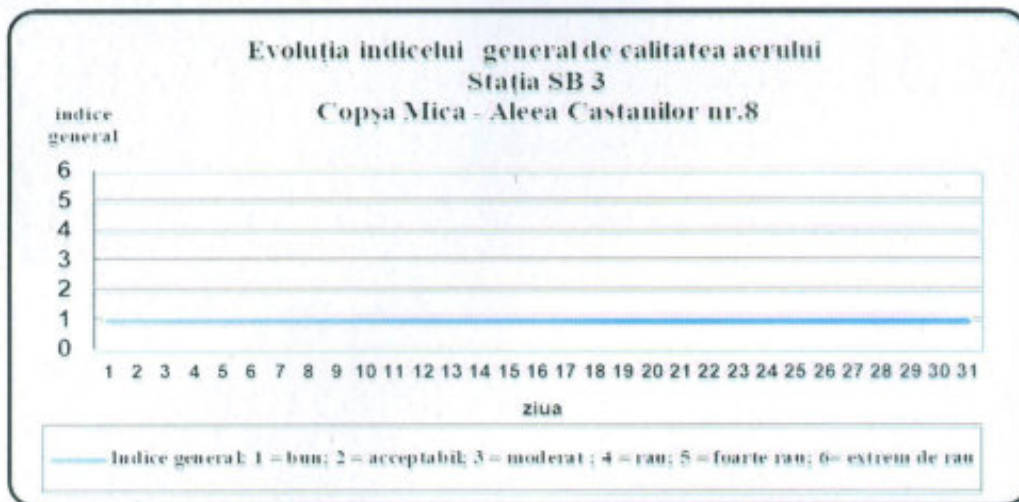 Evoluția indicelui general de calitatea aerului
Stația SB 3
Copșa Mica - Aleea Castanilor nr.8
indice
general
6
5
4
3
2
1
0
1 2 3 4 5 6 7 8 9 10 11 12 13 14 15 16 17 18 19 20 21 22 23 24 25 26 27 28 29 30 31
ziua
Indice general; 1 = bun; 2 = acceptabil; 3 = moderat ; 4 = rau; 5 = foarte rau; 6= extrem de rau